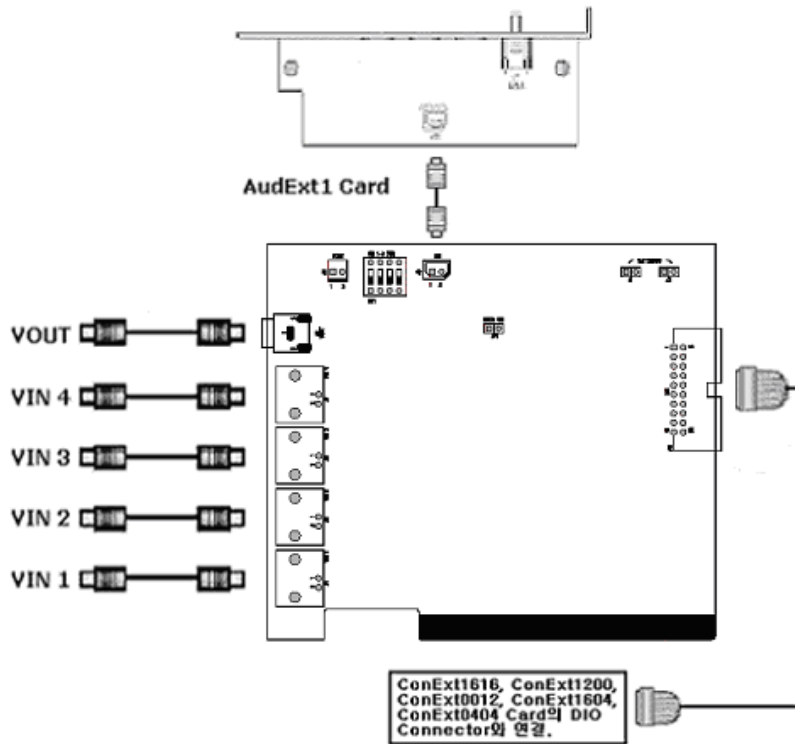 AudExt1 Card
VOUT
VIN 4
VIN 3
VIN 2
VIN 1
ConExt1616, ConExt1200,
ConExt0012, ConExt1604,
ConExt0404 Card의 DIO
Connector와 연결.